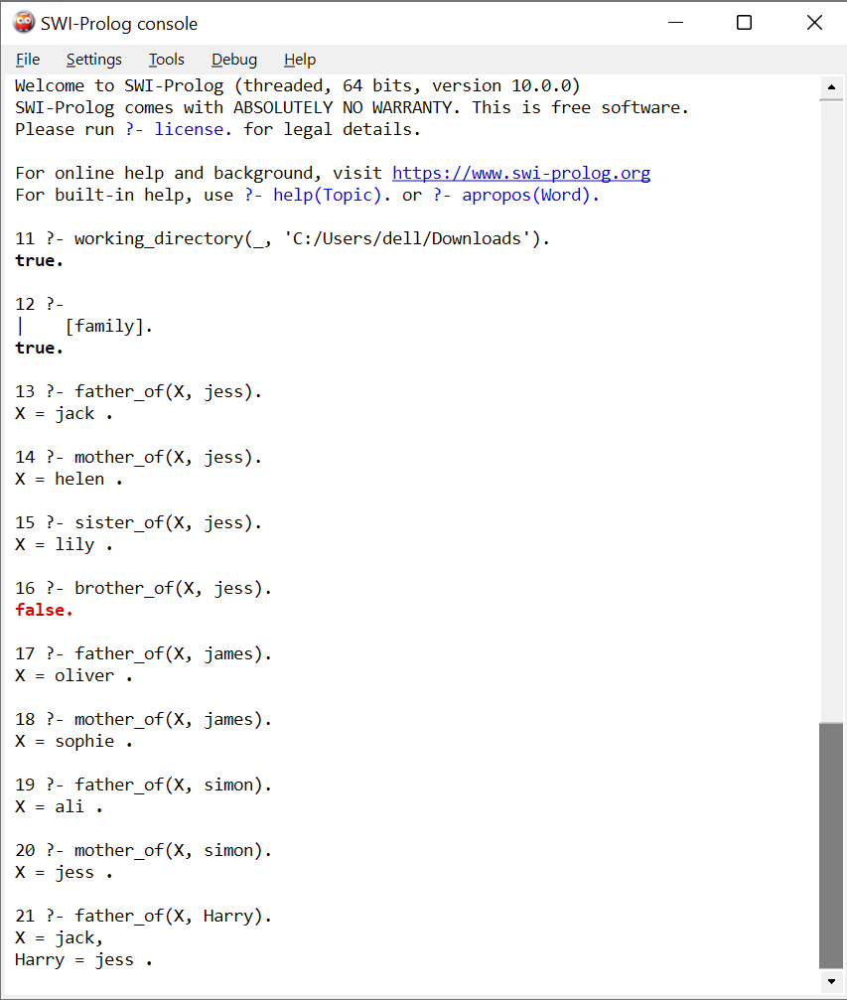 SWI-Prolog console
File Settings Tools Debug Help
Welcome to SWI-Prolog (threaded, 64 bits, version 10.0.0)
SWI-Prolog comes with ABSOLUTELY NO WARRANTY. This is free software.
Please run ?- license. for legal details.

For online help and background, visit https://www.swi-prolog.org
For built-in help, use ?- help(Topic). or ?- apropos(Word).

11 ?- working_directory(_, 'C:/Users/dell/Downloads').
true.

12 ?-
|    [family].
true.

13 ?- father_of(X, jess).
X = jack .

14 ?- mother_of(X, jess).
X = helen .

15 ?- sister_of(X, jess).
X = lily .

16 ?- brother_of(X, jess).
false.

17 ?- father_of(X, james).
X = oliver .

18 ?- mother_of(X, james).
X = sophie .

19 ?- father_of(X, simon).
X = ali .

20 ?- mother_of(X, simon).
X = jess .

21 ?- father_of(X, Harry).
X = jack,
Harry = jess .